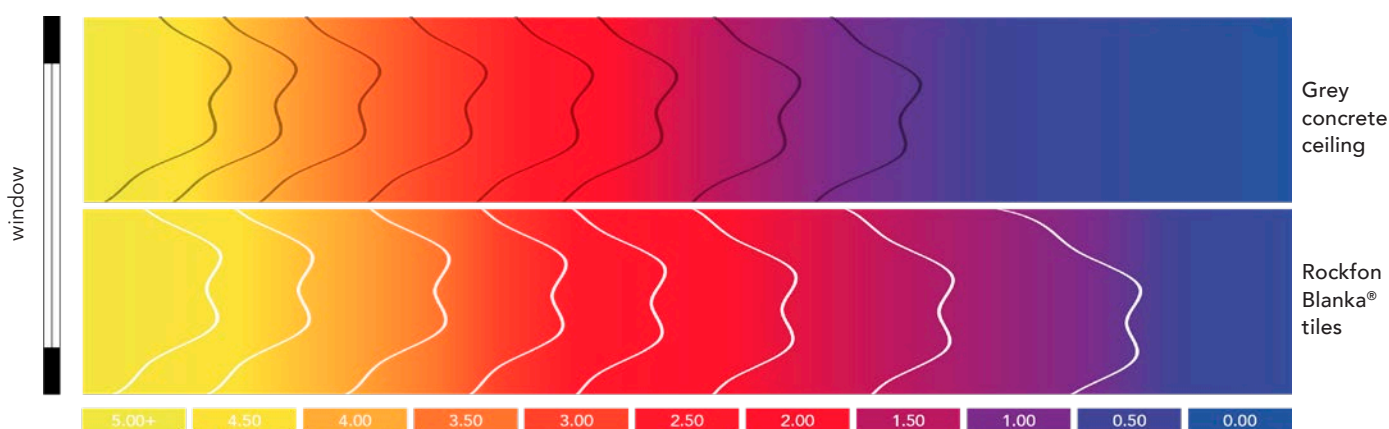 window
Grey
concrete
ceiling
Rockfon
Blanka®
tiles
5.00+ 4.50 4.00 3.50 3.00 2.50 2.00 1.50 1.00 0.50 0.00